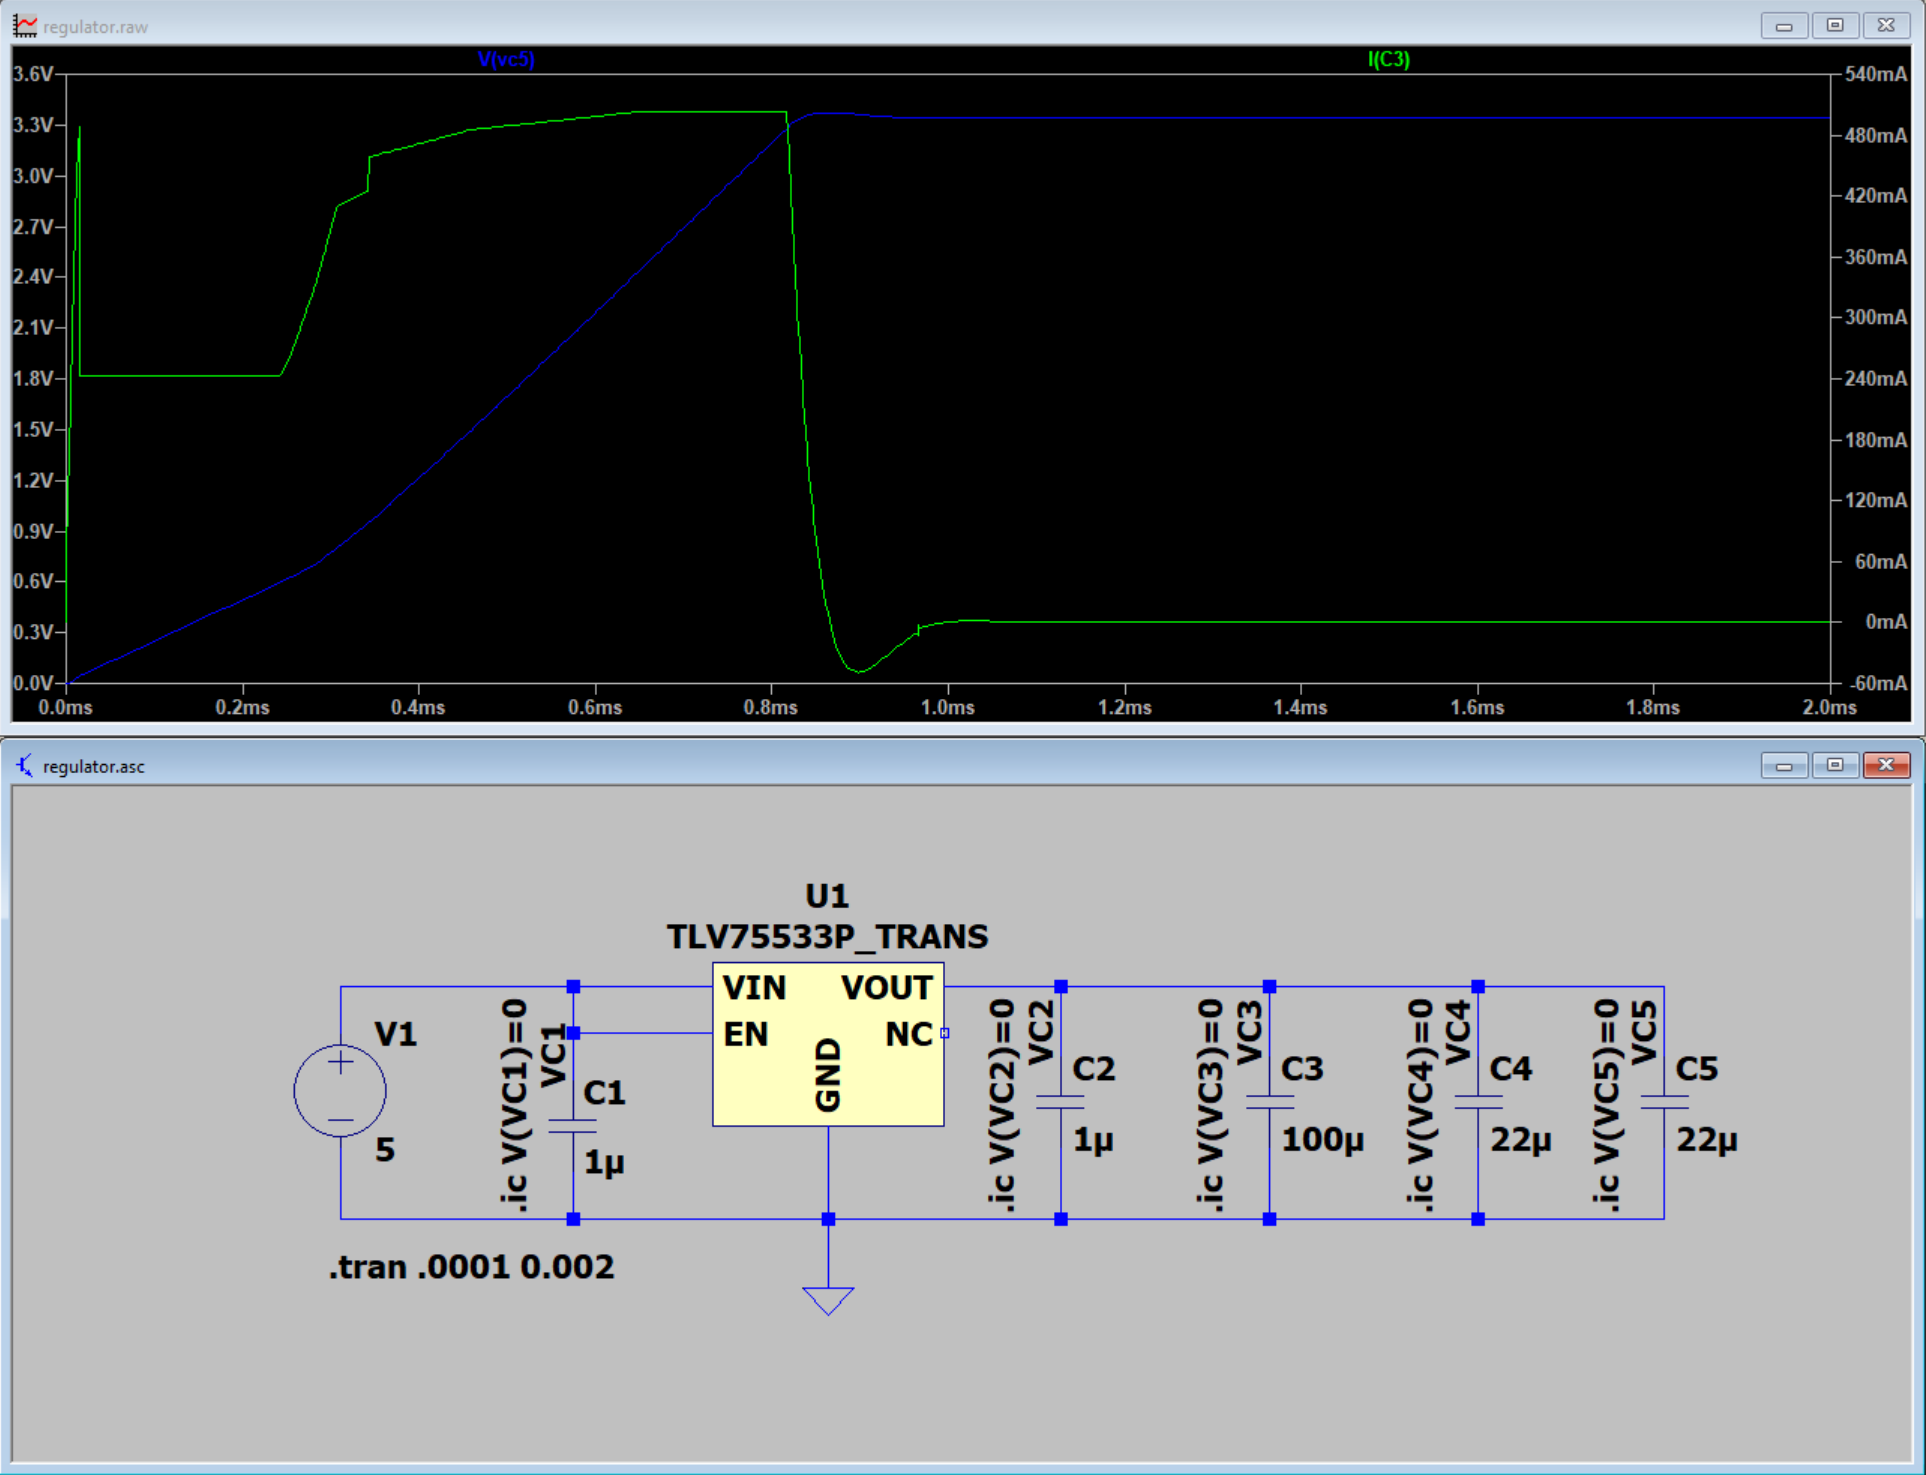 regulator.raw
V(vc5) I(C3)
3.6V 540mA
3.3V 480mA
3.0V 420mA
2.7V 360mA
2.4V 300mA
2.1V 240mA
1.8V 180mA
1.5V 120mA
1.2V 60mA
0.9V 0mA
0.6V -60mA
0.3V
0.0V
0.0ms 0.2ms 0.4ms 0.6ms 0.8ms 1.0ms 1.2ms 1.4ms 1.6ms 1.8ms 2.0ms
regulator.asc
U1
TLV75533P_TRANS
VIN VOUT
EN NC
GND
V1
5
.ic V(VC1)=0
VC1
C1
1µ
.ic V(VC2)=0
VC2
C2
1µ
.ic V(VC3)=0
VC3
C3
100µ
.ic V(VC4)=0
VC4
C4
22µ
.ic V(VC5)=0
VC5
C5
22µ
.tran .0001 0.002